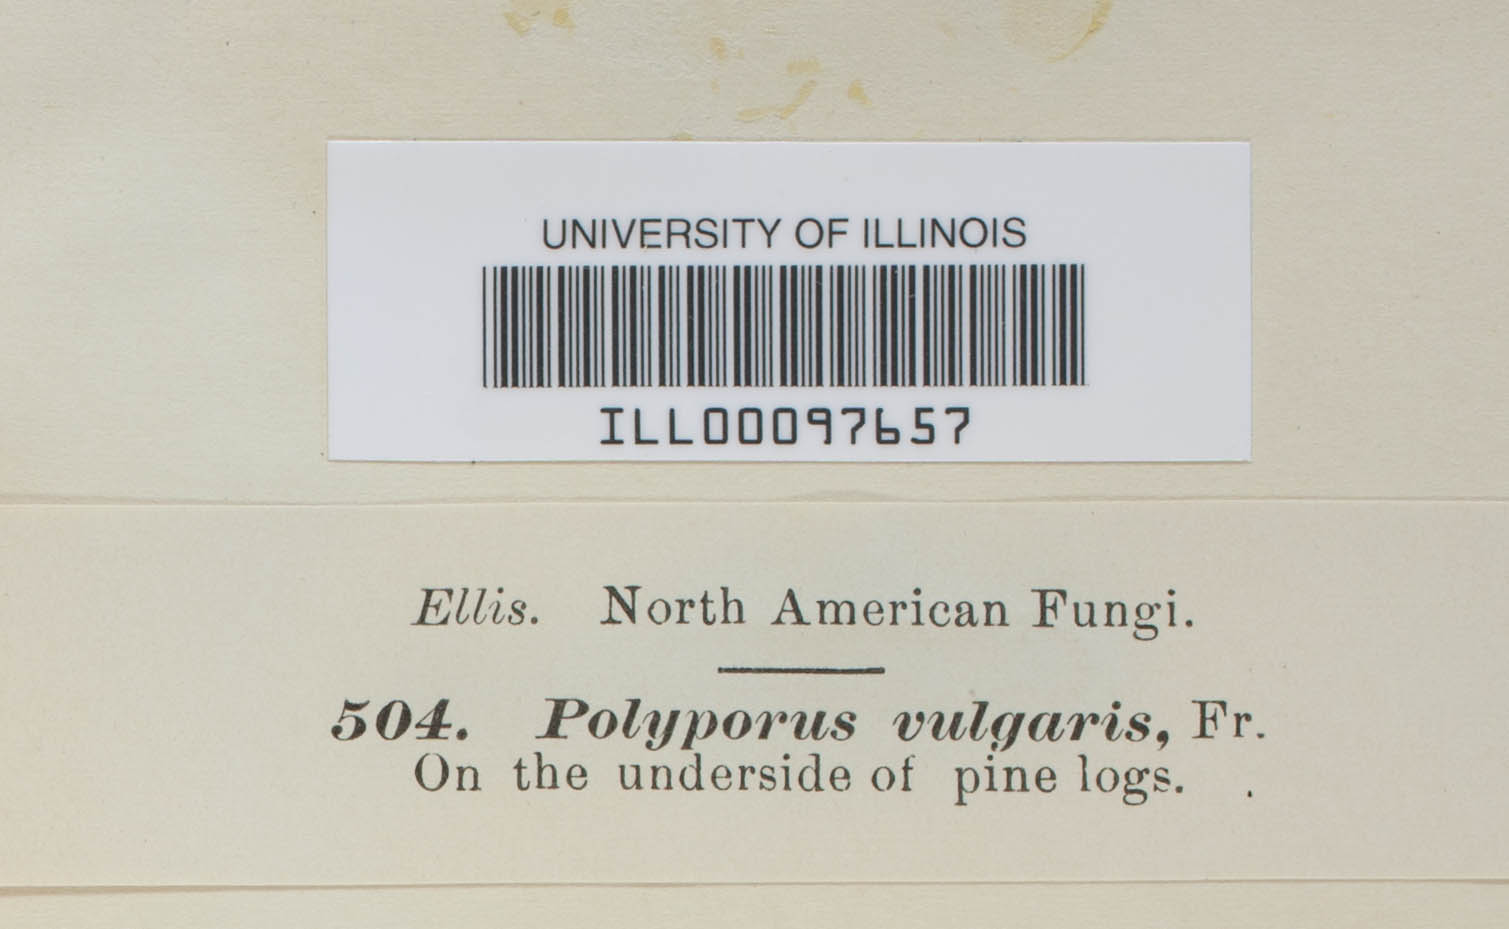 UNIVERSITY OF ILLINOIS
ILL00097657
Ellis. North American Fungi.
504. Polyporus vulgaris, Fr.
On the underside of pine logs.